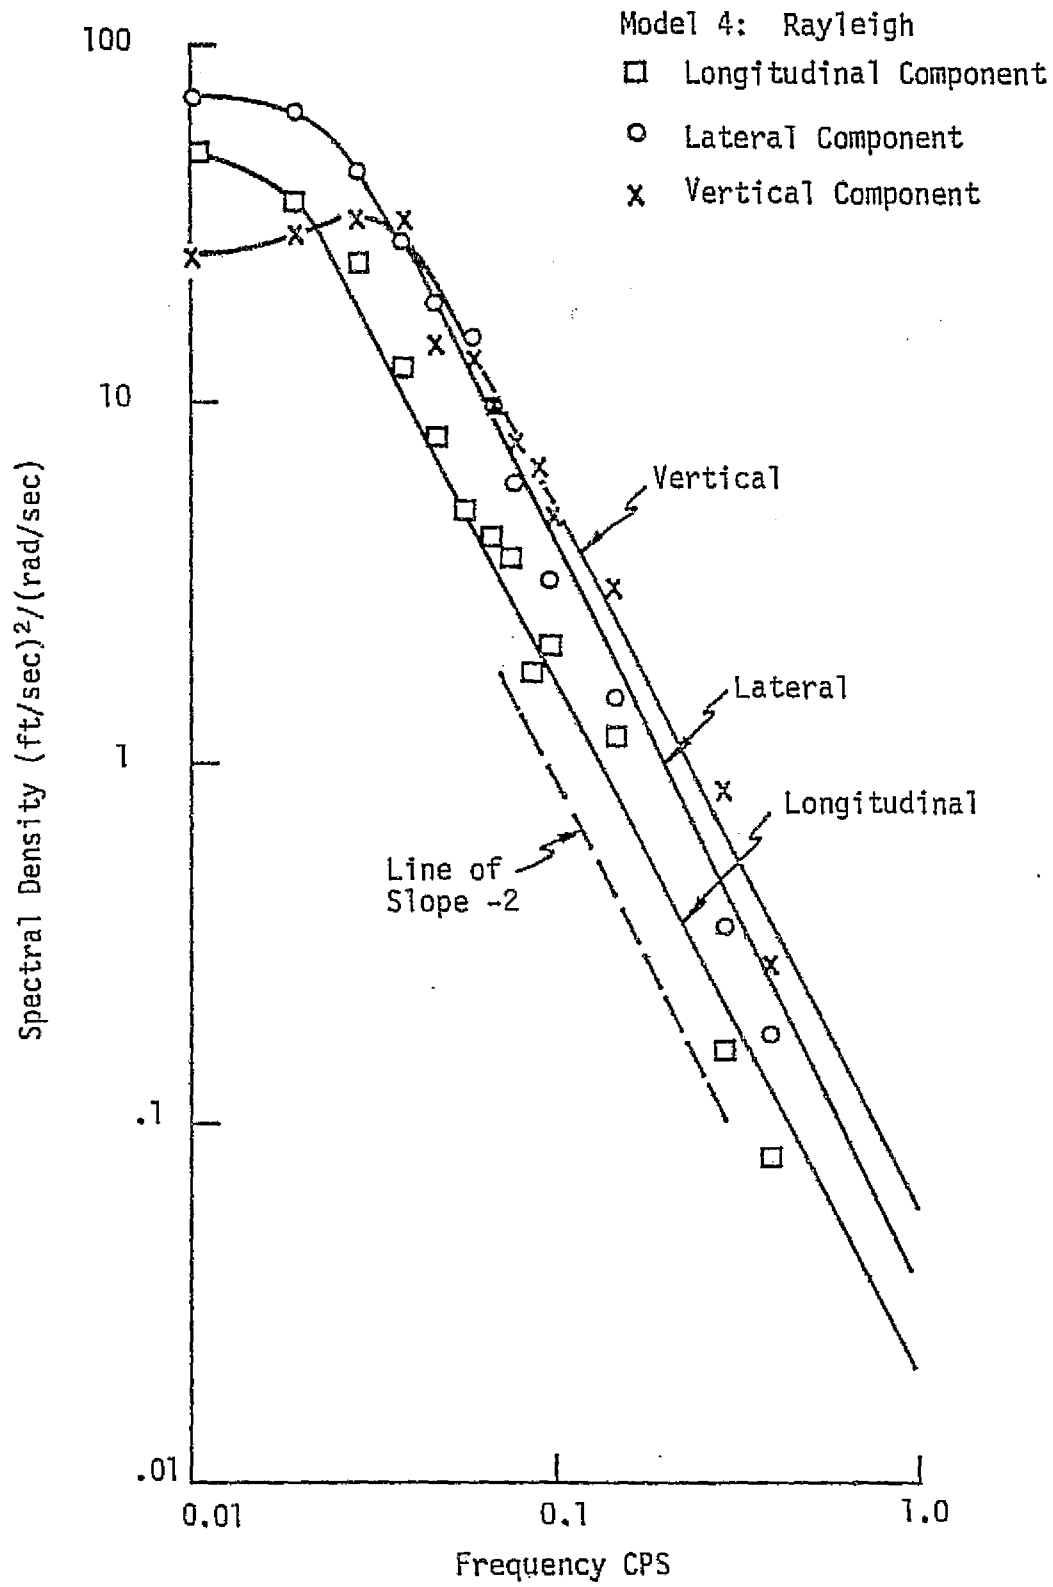 Model 4: Rayleigh
Longitudinal Component
Lateral Component
Vertical Component
100
10
1
.1
.01
Spectral Density (ft/sec)²/(rad/sec)
Vertical
Lateral
Longitudinal
Line of
Slope -2
0.01
0.1
1.0
Frequency CPS